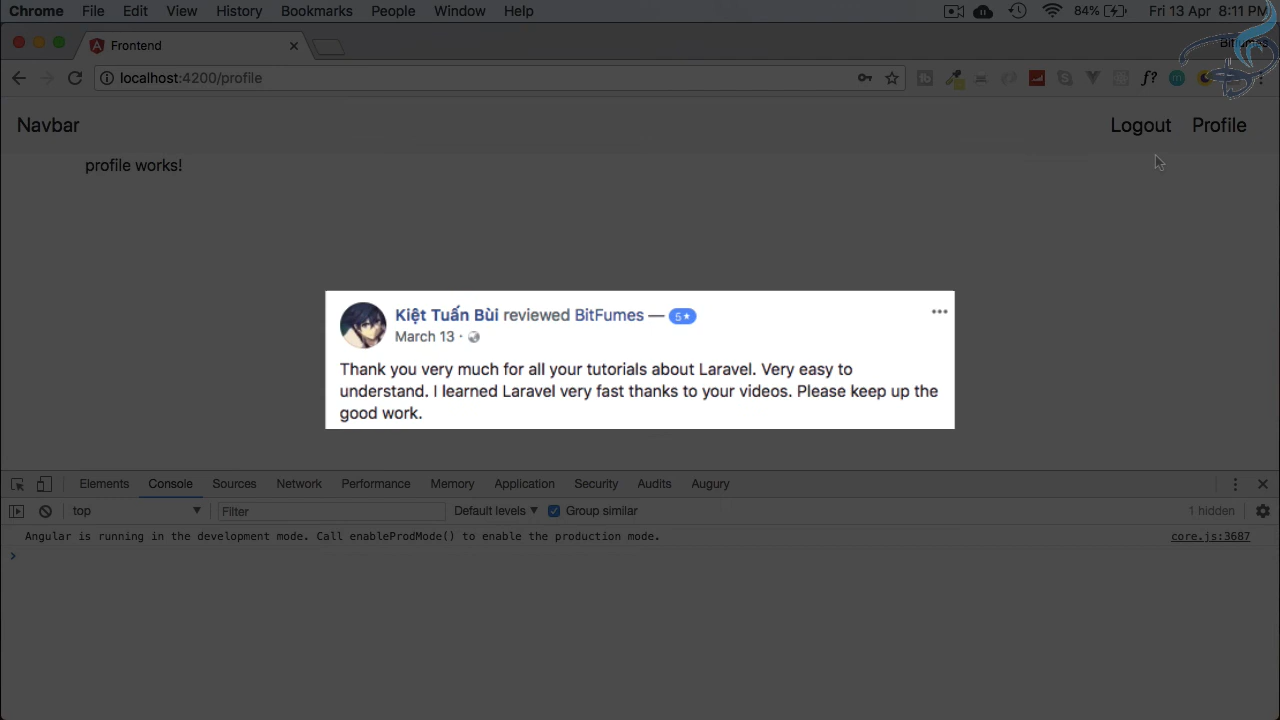 Chrome File Edit View History Bookmarks People Window Help 84% Fri 13 Apr 8:11 PM
Frontend
localhost:4200/profile f?
Navbar Logout Profile
profile works!
Kiệt Tuấn Bùi reviewed BitFumes — 5★
March 13 ·
Thank you very much for all your tutorials about Laravel. Very easy to
understand. I learned Laravel very fast thanks to your videos. Please keep up the
good work.
Elements Console Sources Network Performance Memory Application Security Audits Augury
top Filter Default levels Group similar 1 hidden
Angular is running in the development mode. Call enableProdMode() to enable the production mode. core.js:3687